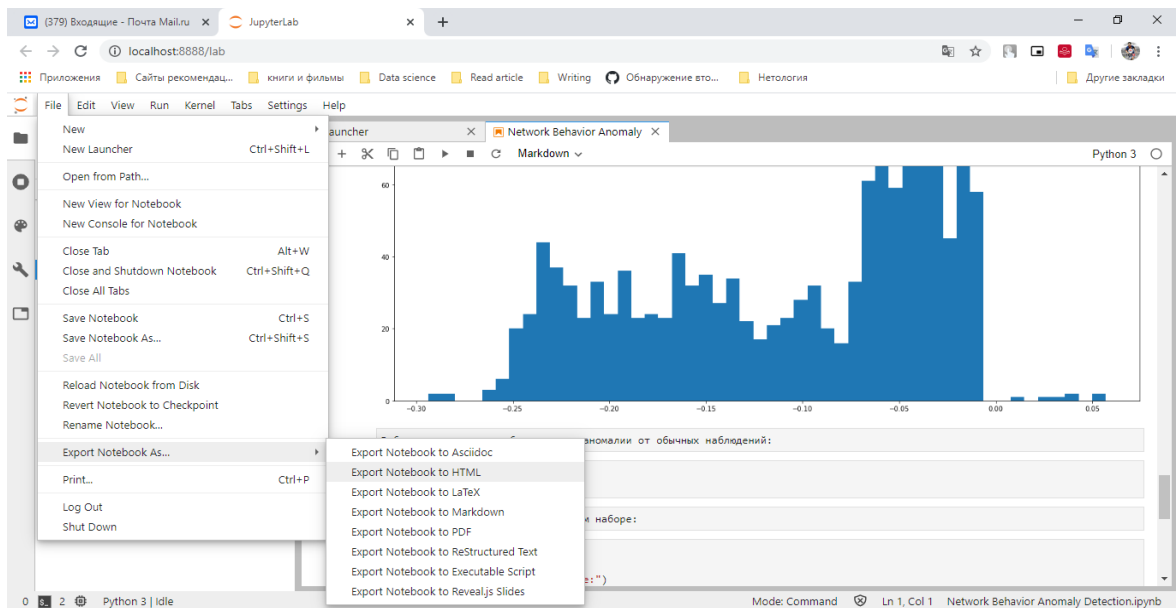 (379) Входящие - Почта Mail.ru
JupyterLab
localhost:8888/lab
Приложения Сайты рекомендац... книги и фильмы Data science Read article Writing Обнаружение вто... Нетология Другие закладки
File Edit View Run Kernel Tabs Settings Help
New
New Launcher Ctrl+Shift+L
Open from Path...
New View for Notebook
New Console for Notebook
Close Tab Alt+W
Close and Shutdown Notebook Ctrl+Shift+Q
Close All Tabs
Save Notebook Ctrl+S
Save Notebook As... Ctrl+Shift+S
Save All
Reload Notebook from Disk
Revert Notebook to Checkpoint
Rename Notebook...
Export Notebook As...
Print... Ctrl+P
Log Out
Shut Down
Export Notebook to Asciidoc
Export Notebook to HTML
Export Notebook to LaTeX
Export Notebook to Markdown
Export Notebook to PDF
Export Notebook to ReStructured Text
Export Notebook to Executable Script
Export Notebook to Reveal.js Slides
auncher Network Behavior Anomaly
Markdown Python 3
60
40
20
0
−0.30 −0.25 −0.20 −0.15 −0.10 −0.05 0.00 0.05
аномалии от обычных наблюдений:
наборе:
e:")
0 $_ 2 Python 3 | Idle Mode: Command Ln 1, Col 1 Network Behavior Anomaly Detection.ipynb